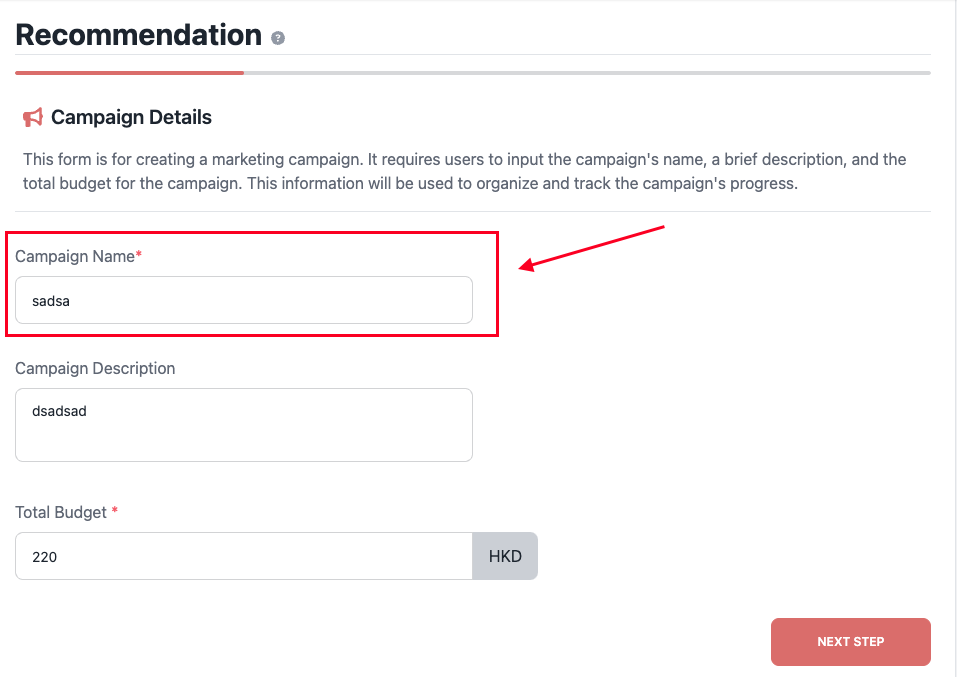 Recommendation ?
Campaign Details
This form is for creating a marketing campaign. It requires users to input the campaign's name, a brief description, and the
total budget for the campaign. This information will be used to organize and track the campaign's progress.
Campaign Name*
sadsa
Campaign Description
dsadsad
Total Budget *
220 HKD
NEXT STEP